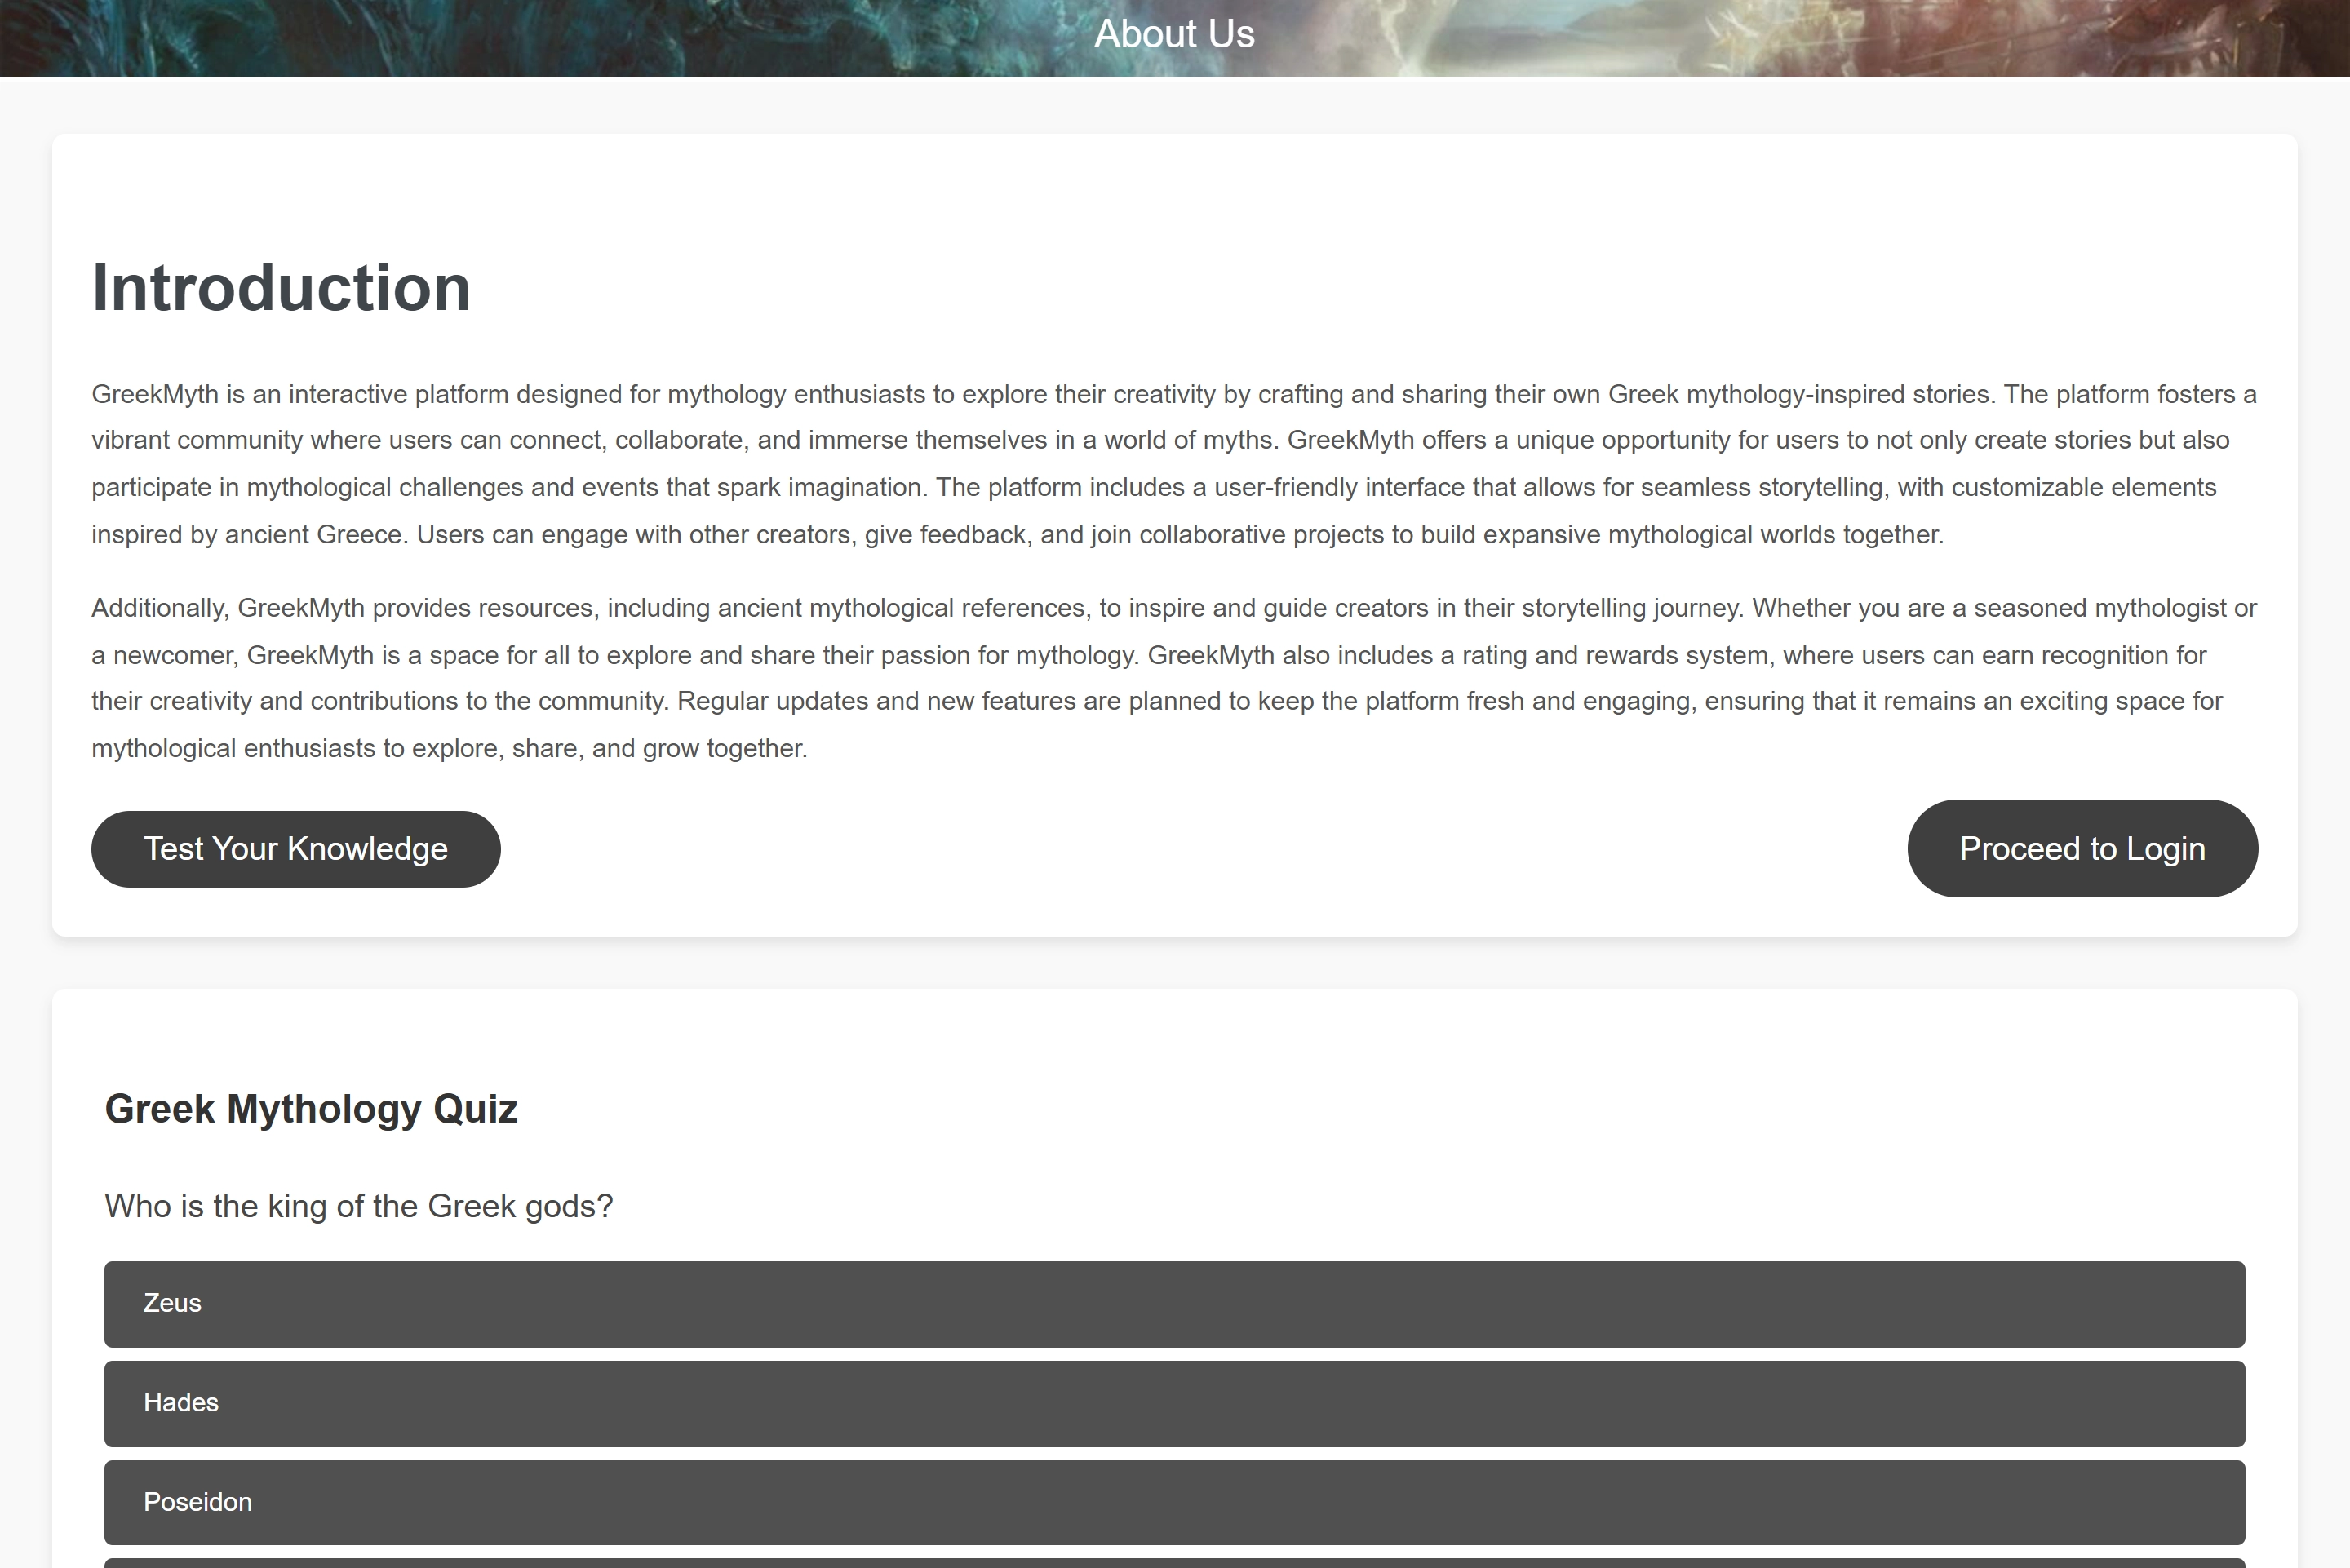 About Us
Introduction
GreekMyth is an interactive platform designed for mythology enthusiasts to explore their creativity by crafting and sharing their own Greek mythology-inspired stories. The platform fosters a
vibrant community where users can connect, collaborate, and immerse themselves in a world of myths. GreekMyth offers a unique opportunity for users to not only create stories but also
participate in mythological challenges and events that spark imagination. The platform includes a user-friendly interface that allows for seamless storytelling, with customizable elements
inspired by ancient Greece. Users can engage with other creators, give feedback, and join collaborative projects to build expansive mythological worlds together.
Additionally, GreekMyth provides resources, including ancient mythological references, to inspire and guide creators in their storytelling journey. Whether you are a seasoned mythologist or
a newcomer, GreekMyth is a space for all to explore and share their passion for mythology. GreekMyth also includes a rating and rewards system, where users can earn recognition for
their creativity and contributions to the community. Regular updates and new features are planned to keep the platform fresh and engaging, ensuring that it remains an exciting space for
mythological enthusiasts to explore, share, and grow together.
Test Your Knowledge
Proceed to Login
Greek Mythology Quiz
Who is the king of the Greek gods?
Zeus
Hades
Poseidon